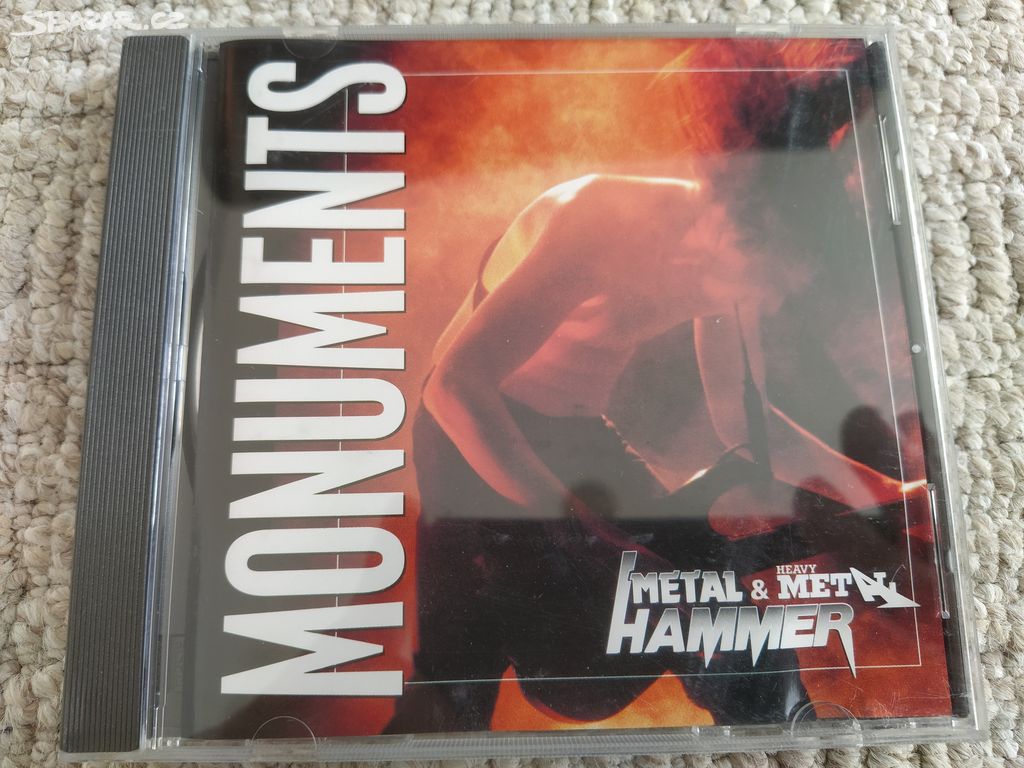 SBAZAR.CZ
MONUMENTS
METAL & HEAVY METAL
HAMMER